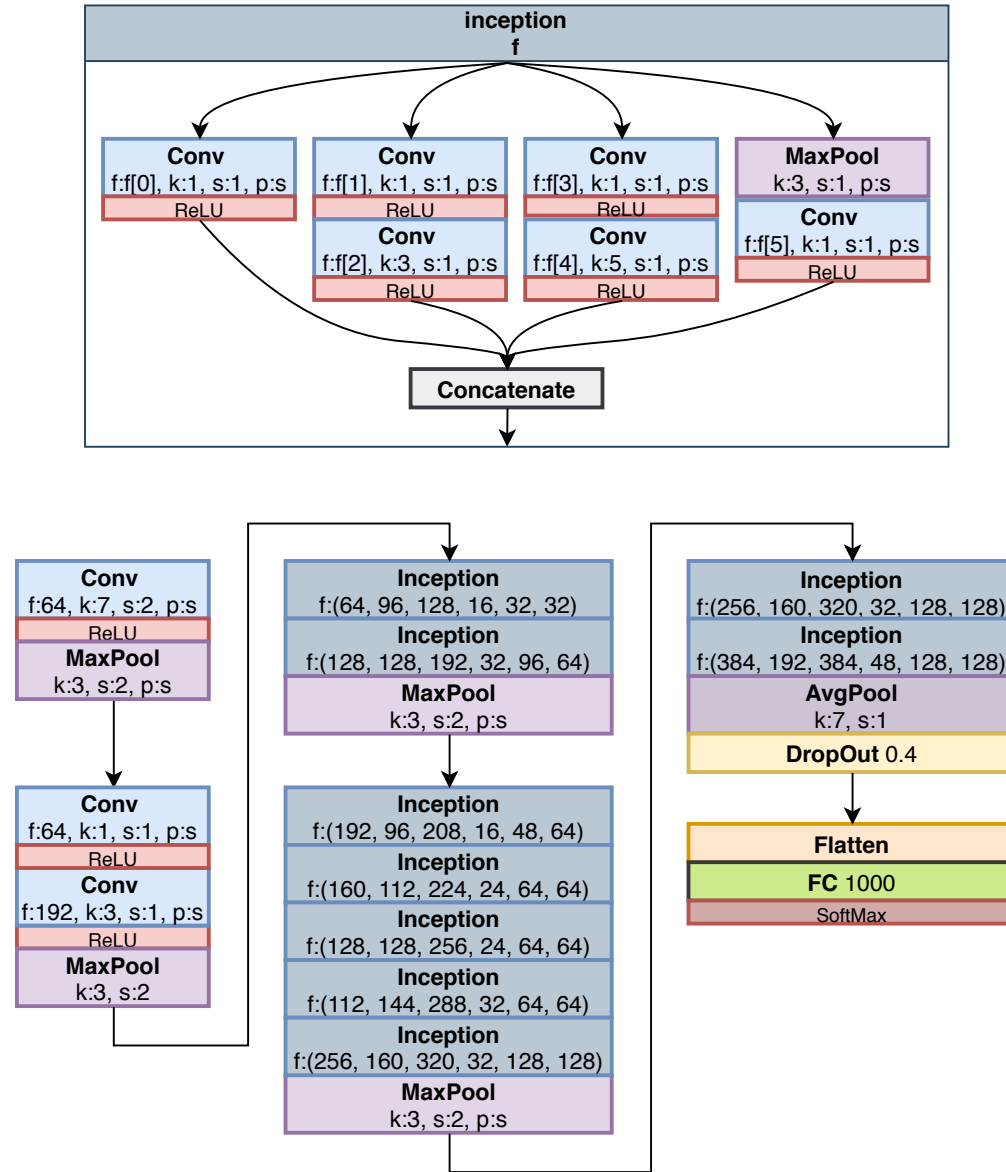 inception
f
Conv
f:f[0], k:1, s:1, p:s
ReLU
Conv
f:f[1], k:1, s:1, p:s
ReLU
Conv
f:f[2], k:3, s:1, p:s
ReLU
Conv
f:f[3], k:1, s:1, p:s
ReLU
Conv
f:f[4], k:5, s:1, p:s
ReLU
MaxPool
k:3, s:1, p:s
Conv
f:f[5], k:1, s:1, p:s
ReLU
Concatenate
Conv
f:64, k:7, s:2, p:s
ReLU
MaxPool
k:3, s:2, p:s
Conv
f:64, k:1, s:1, p:s
ReLU
Conv
f:192, k:3, s:1, p:s
ReLU
MaxPool
k:3, s:2
Inception
f:(64, 96, 128, 16, 32, 32)
Inception
f:(128, 128, 192, 32, 96, 64)
MaxPool
k:3, s:2, p:s
Inception
f:(192, 96, 208, 16, 48, 64)
Inception
f:(160, 112, 224, 24, 64, 64)
Inception
f:(128, 128, 256, 24, 64, 64)
Inception
f:(112, 144, 288, 32, 64, 64)
Inception
f:(256, 160, 320, 32, 128, 128)
MaxPool
k:3, s:2, p:s
Inception
f:(256, 160, 320, 32, 128, 128)
Inception
f:(384, 192, 384, 48, 128, 128)
AvgPool
k:7, s:1
DropOut 0.4
Flatten
FC 1000
SoftMax